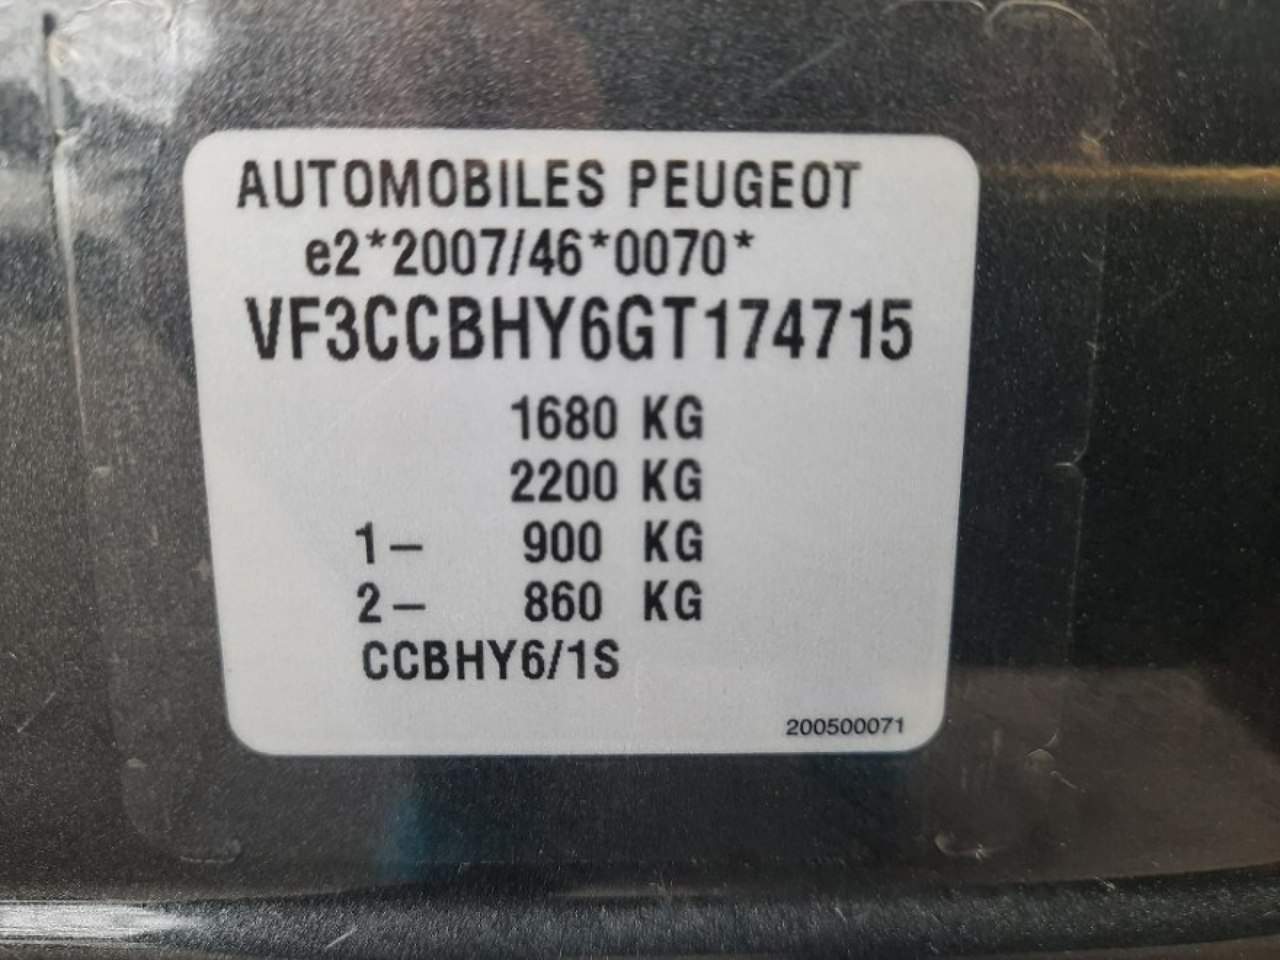 AUTOMOBILES PEUGEOT
e2*2007/46*0070*
VF3CCBHY6GT174715
1680 KG
2200 KG
1- 900 KG
2- 860 KG
CCBHY6/1S
200500071